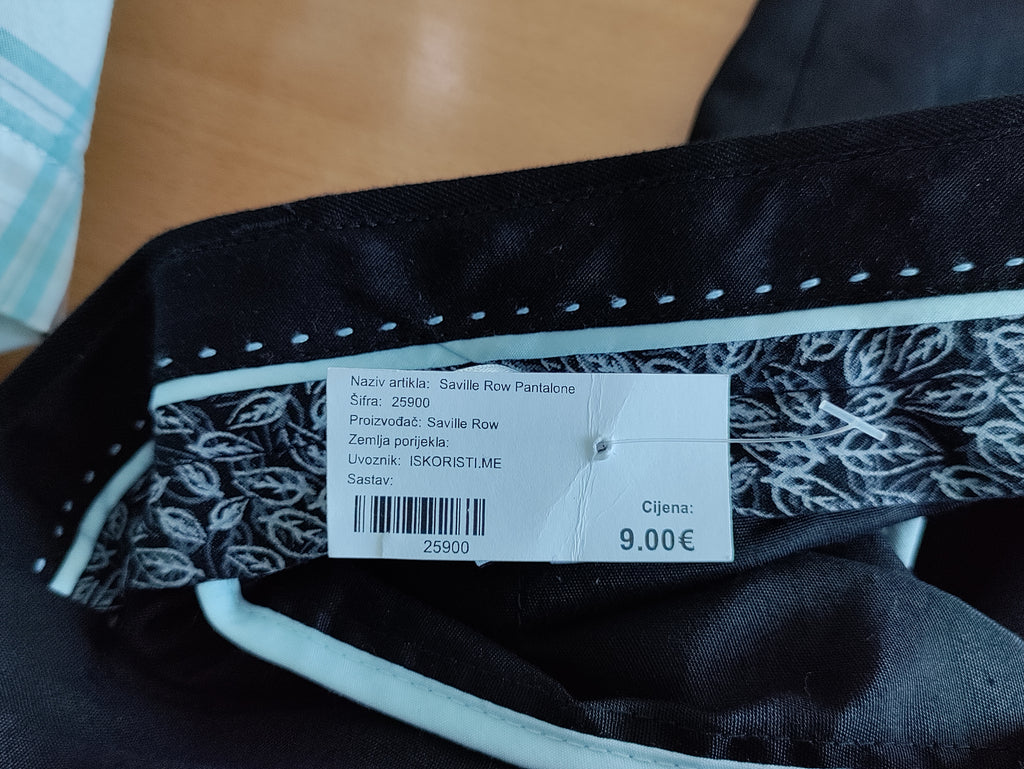 Naziv artikla: Saville Row Pantalone
Šifra: 25900
Proizvođač: Saville Row
Zemlja porijekla:
Uvoznik: ISKORISTI.ME
Sastav:
25900
Cijena:
9.00€